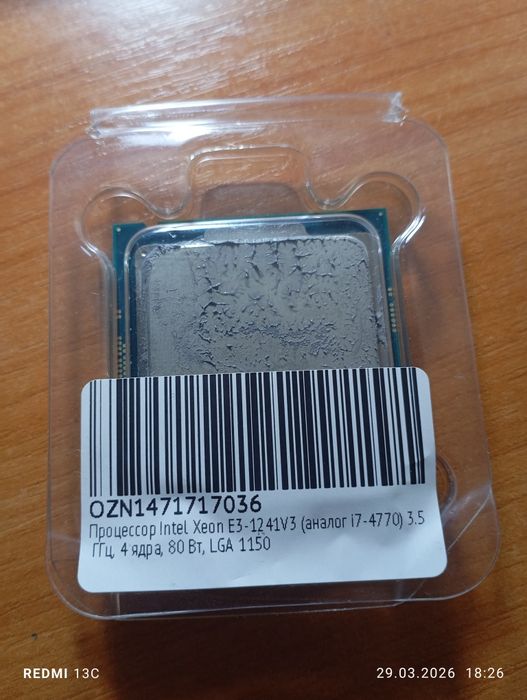 OZN1471717036
Процессор Intel Xeon E3-1241V3 (аналог i7-4770) 3.5
ГГц, 4 ядра, 80 Вт, LGA 1150
REDMI 13C
29.03.2026 18:26